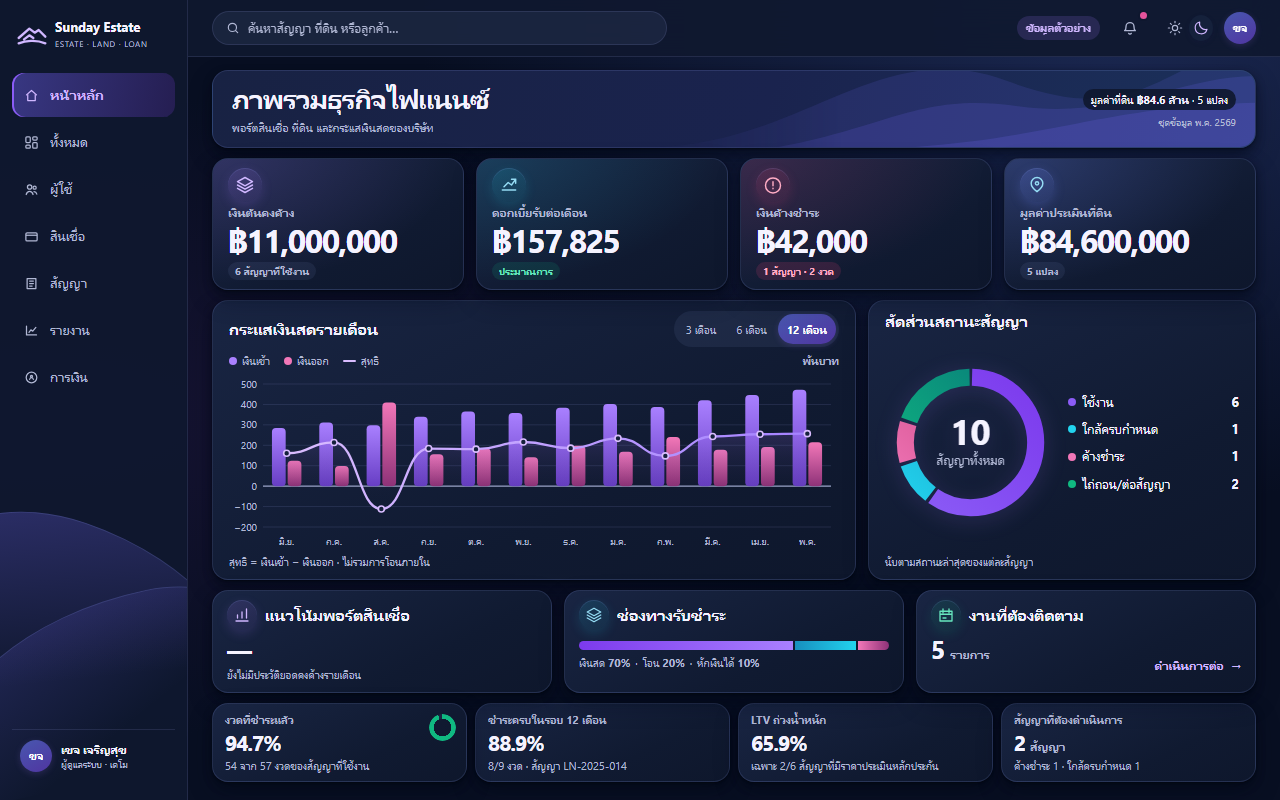 Sunday Estate
ESTATE · LAND · LOAN
หน้าหลัก
ทั้งหมด
ผู้ใช้
สินเชื่อ
สัญญา
รายงาน
การเงิน
ขจ
เขจ เจริญสุข
ผู้ดูแลระบบ · เดโม
ค้นหาสัญญา ที่ดิน หรือลูกค้า...
ข้อมูลตัวอย่าง
ขจ
ภาพรวมธุรกิจไฟแนนซ์
พอร์ตสินเชื่อ ที่ดิน และกระแสเงินสดของบริษัท
มูลค่าที่ดิน ฿84.6 ล้าน · 5 แปลง
ชุดข้อมูล พ.ค. 2569
เงินต้นคงค้าง
฿11,000,000
6 สัญญาที่ใช้งาน
ดอกเบี้ยรับต่อเดือน
฿157,825
ประมาณการ
เงินค้างชำระ
฿42,000
1 สัญญา · 2 งวด
มูลค่าประเมินที่ดิน
฿84,600,000
5 แปลง
กระแสเงินสดรายเดือน
3 เดือน 6 เดือน 12 เดือน
เงินเข้า เงินออก สุทธิ
พันบาท
500
400
300
200
100
0
−100
−200
มิ.ย. ก.ค. ส.ค. ก.ย. ต.ค. พ.ย. ธ.ค. ม.ค. ก.พ. มี.ค. เม.ย. พ.ค.
สุทธิ = เงินเข้า − เงินออก · ไม่รวมการโอนภายใน
สัดส่วนสถานะสัญญา
10
สัญญาทั้งหมด
ใช้งาน 6
ใกล้ครบกำหนด 1
ค้างชำระ 1
ไถ่ถอน/ต่อสัญญา 2
นับตามสถานะล่าสุดของแต่ละสัญญา
แนวโน้มพอร์ตสินเชื่อ
—
ยังไม่มีประวัติยอดคงค้างรายเดือน
ช่องทางรับชำระ
เงินสด 70% · โอน 20% · หักเงินได้ 10%
งานที่ต้องติดตาม
5 รายการ
ดำเนินการต่อ →
งวดที่ชำระแล้ว
94.7%
54 จาก 57 งวดของสัญญาที่ใช้งาน
ชำระครบในรอบ 12 เดือน
88.9%
8/9 งวด · สัญญา LN-2025-014
LTV ถ่วงน้ำหนัก
65.9%
เฉพาะ 2/6 สัญญาที่มีราคาประเมินหลักประกัน
สัญญาที่ต้องดำเนินการ
2 สัญญา
ค้างชำระ 1 · ใกล้ครบกำหนด 1